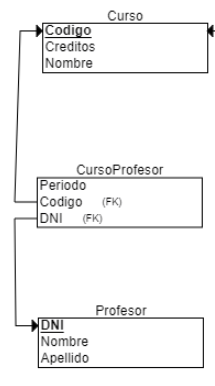 Curso
Codigo
Creditos
Nombre
CursoProfesor
Periodo
Codigo (FK)
DNI (FK)
Profesor
DNI
Nombre
Apellido